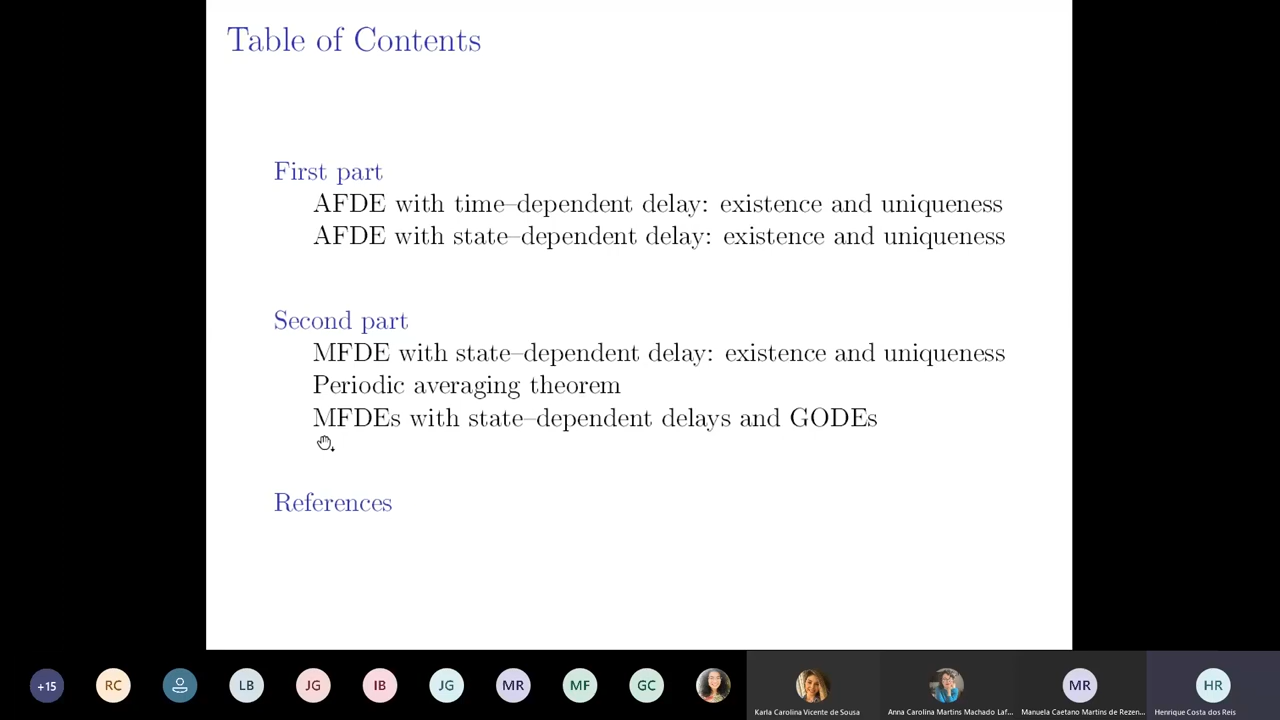 Table of Contents
First part
AFDE with time–dependent delay: existence and uniqueness
AFDE with state–dependent delay: existence and uniqueness
Second part
MFDE with state–dependent delay: existence and uniqueness
Periodic averaging theorem
MFDEs with state–dependent delays and GODEs
References
+15
RC
LB
JG
IB
JG
MR
MF
GC
MR
HR
Karla Carolina Vicente de Sousa
Anna Carolina Martins Machado Laf...
Manuela Caetano Martins de Rezen...
Henrique Costa dos Reis